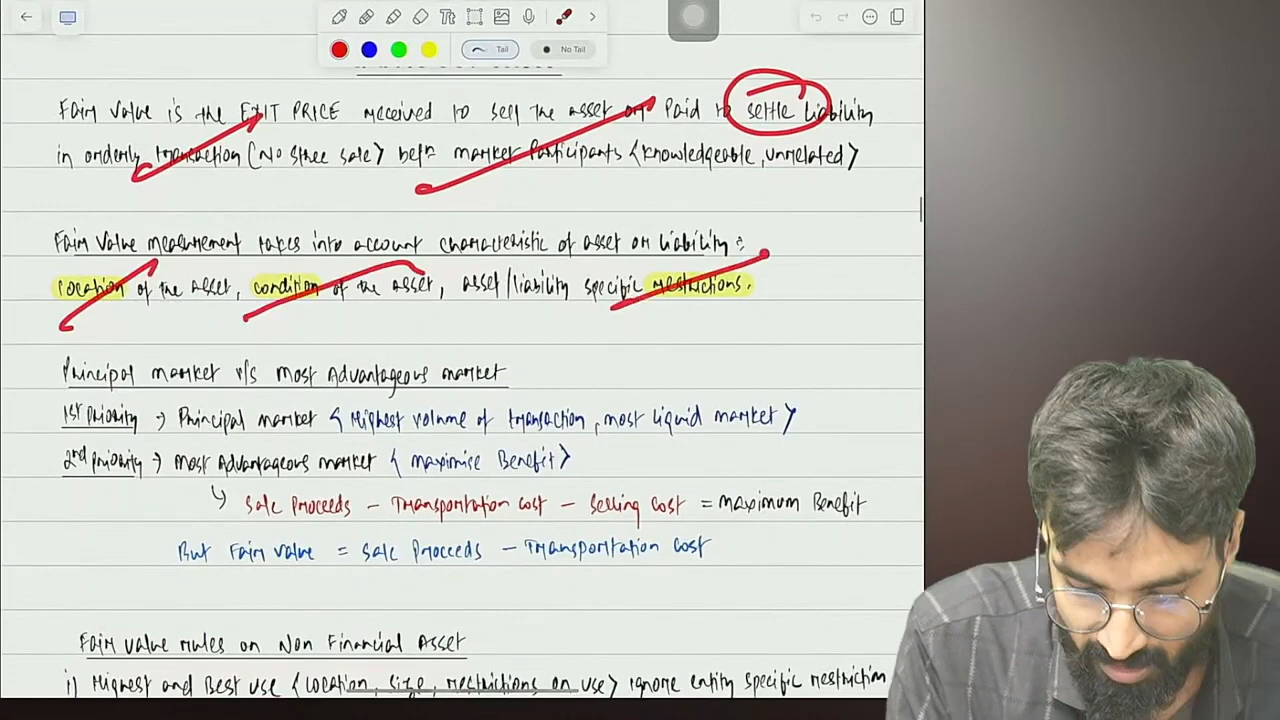 Tail
No Tail
Fair Value is the EXIT PRICE received to sell the asset or Paid to settle liability
in orderly transaction (No stree sale) betn market Participants <Knowledgeable, unrelated>
Fair Value measurement takes into account characteristic of asset or liability:
location of the asset, condition of the asset, asset/liability specific restrictions.
Principal market v/s Most Advantageous market
1st Priority → Principal market <Highest volume of transaction, most liquid market>
2nd Priority → Most Advantageous market <maximise Benefit>
↳ Sale Proceeds - Transportation cost - Selling cost = maximum Benefit
But Fair value = Sale Proceeds - Transportation cost
Fair value rules on Non Financial Asset
i) Highest and Best use <location, size, restrictions on use> ignore entity specific restriction